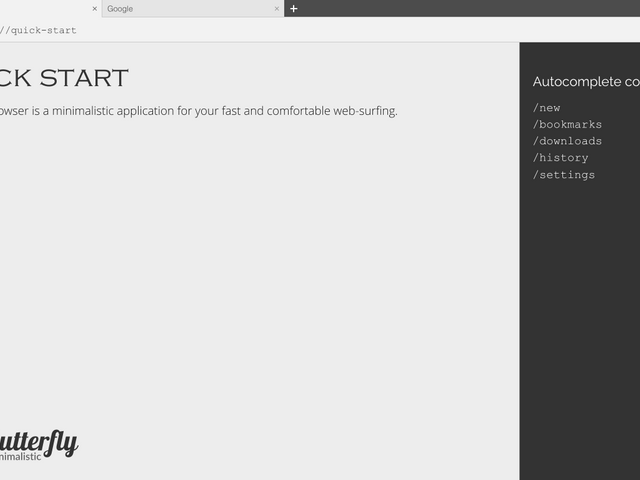 Google
//quick-start
CK START
owser is a minimalistic application for your fast and comfortable web-surfing.
Autocomplete co
/new
/bookmarks
/downloads
/history
/settings
utterfly
nimalistic